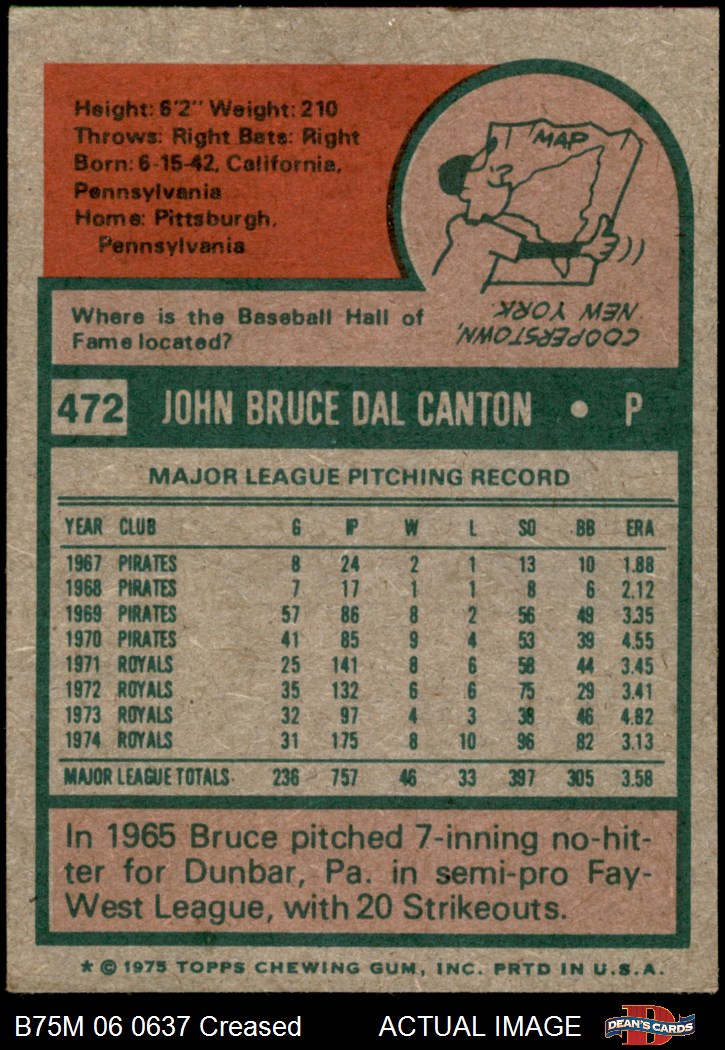 Height: 6'2" Weight: 210
Throws: Right Bats: Right
Born: 6-15-42, California,
Pennsylvania
Home: Pittsburgh,
Pennsylvania
MAP
Where is the Baseball Hall of
Fame located?
COOPERSTOWN,
NEW YORK.
472 JOHN BRUCE DAL CANTON • P
MAJOR LEAGUE PITCHING RECORD
YEAR CLUB G IP W L SO BB ERA
1967 PIRATES 8 24 2 1 13 10 1.88
1968 PIRATES 7 17 1 1 8 6 2.12
1969 PIRATES 57 86 8 2 56 49 3.35
1970 PIRATES 41 85 9 4 53 39 4.55
1971 ROYALS 25 141 8 6 58 44 3.45
1972 ROYALS 35 132 6 6 75 29 3.41
1973 ROYALS 32 97 4 3 38 46 4.82
1974 ROYALS 31 175 8 10 96 82 3.13
MAJOR LEAGUE TOTALS 236 757 46 33 397 305 3.58
In 1965 Bruce pitched 7-inning no-hit-
ter for Dunbar, Pa. in semi-pro Fay-
West League, with 20 Strikeouts.
* © 1975 TOPPS CHEWING GUM, INC. PRTD IN U.S.A.
B75M 06 0637 Creased ACTUAL IMAGE
D
DEAN'S CARDS